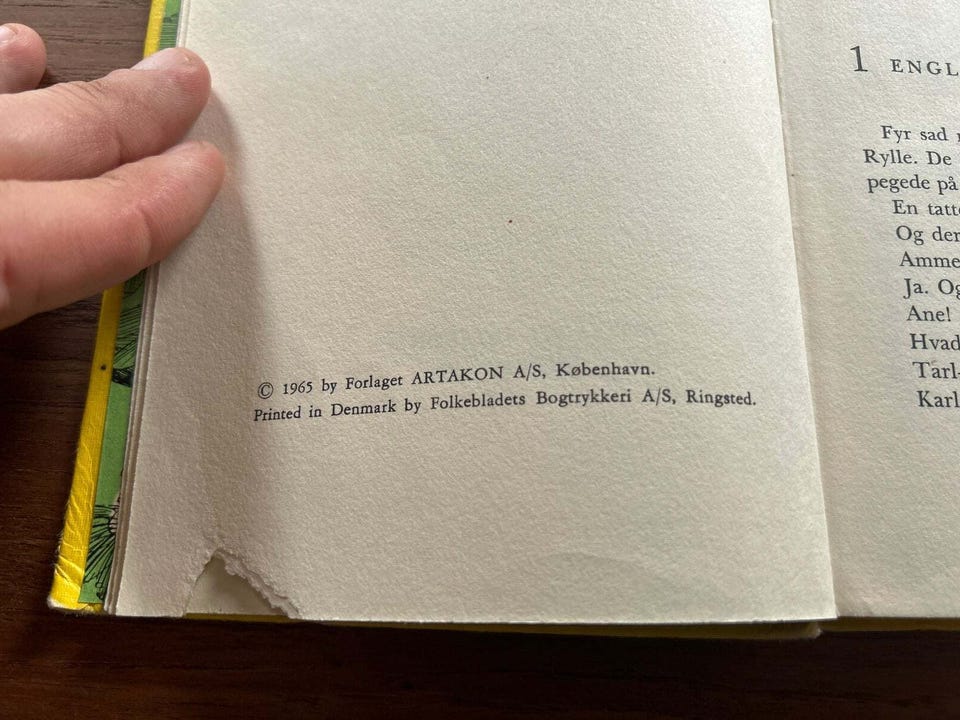 © 1965 by Forlaget ARTAKON A/S, København.
Printed in Denmark by Folkebladets Bogtrykkeri A/S, Ringsted.
1 ENGL
Fyr sad
Rylle. De
pegede på
En tatt
Og der
Amme
Ja. Og
Ane!
Hvad
Tarl-
Karl